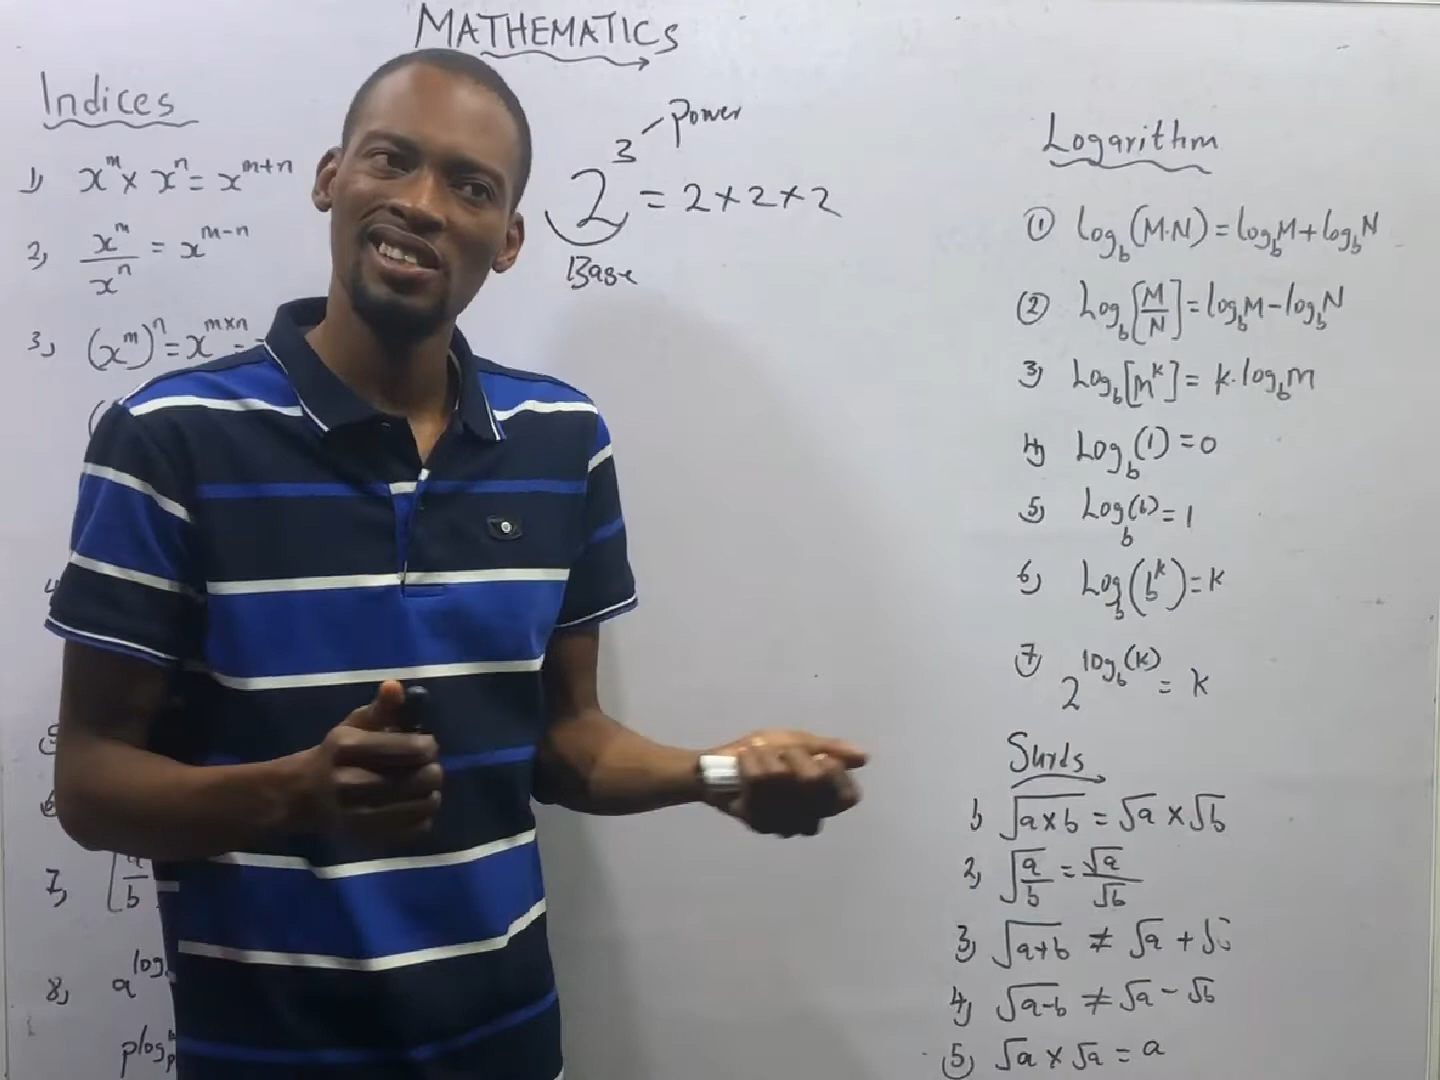 MATHEMATICS
Indices
1) x^m × x^n = x^{m+n}
2) x^m / x^n = x^{m-n}
3) (x^m)^n = x^{m×n} =
(
2^3 = 2×2×2
Power
Base
7) [a/b
8) a^{log
plog_p
Logarithm
① log_b(M·N) = log_b M + log_b N
② Log_b[M/N] = log_b M - log_b N
3) Log_b[M^k] = k·log_b M
4) Log_b(1) = 0
5) Log_b(b) = 1
6) Log_b(b^k) = k
7) 2^{log_b(k)} = k
Surds
1) √(a×b) = √a × √b
2) √(a/b) = √a / √b
3) √(a+b) ≠ √a +
4) √(a-b) ≠ √a - √b
⑤ √a × √a = a